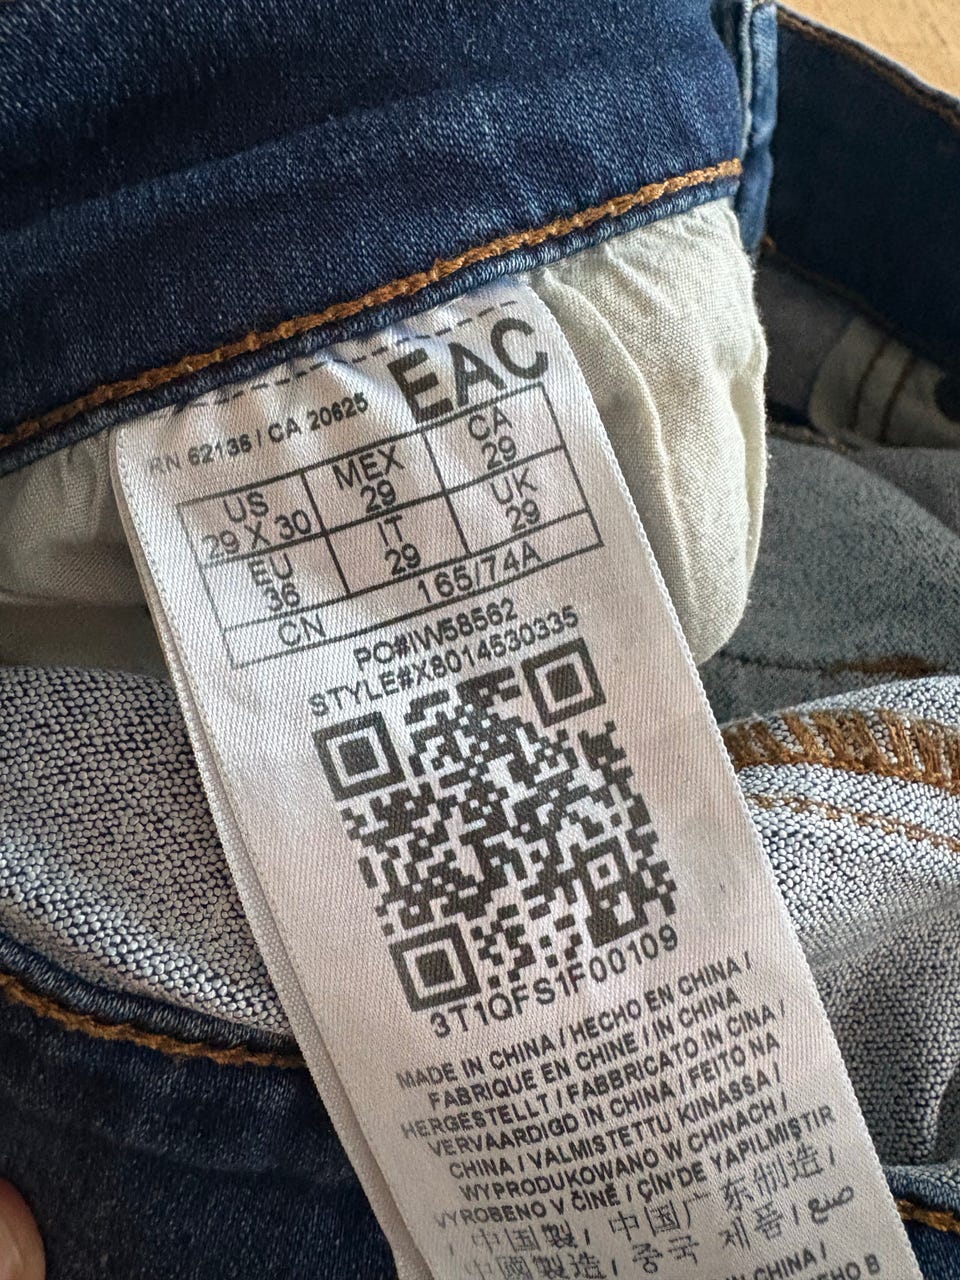 EAC
RN 62136 / CA 20625
US MEX CA
29 X 30 29 29
EU IT UK
36 29 29
CN 165/74A
PO#IW58562
STYLE#X8014530335
3T1QFS1F00109
MADE IN CHINA / HECHO EN CHINA /
FABRIQUE EN CHINE / IN CHINA
HERGESTELLT / FABBRICATO IN CINA /
VERVAARDIGD IN CHINA / FEITO NA
CHINA / VALMISTETTU KIINASSA /
WYPRODUKOWANO W CHINACH /
VYROBENO V ČÍNĚ / ÇİN'DE YAPILMIŞTIR
/ 中国製 / 中国广东制造 /
中國製造 / 중국 제품 / صنع